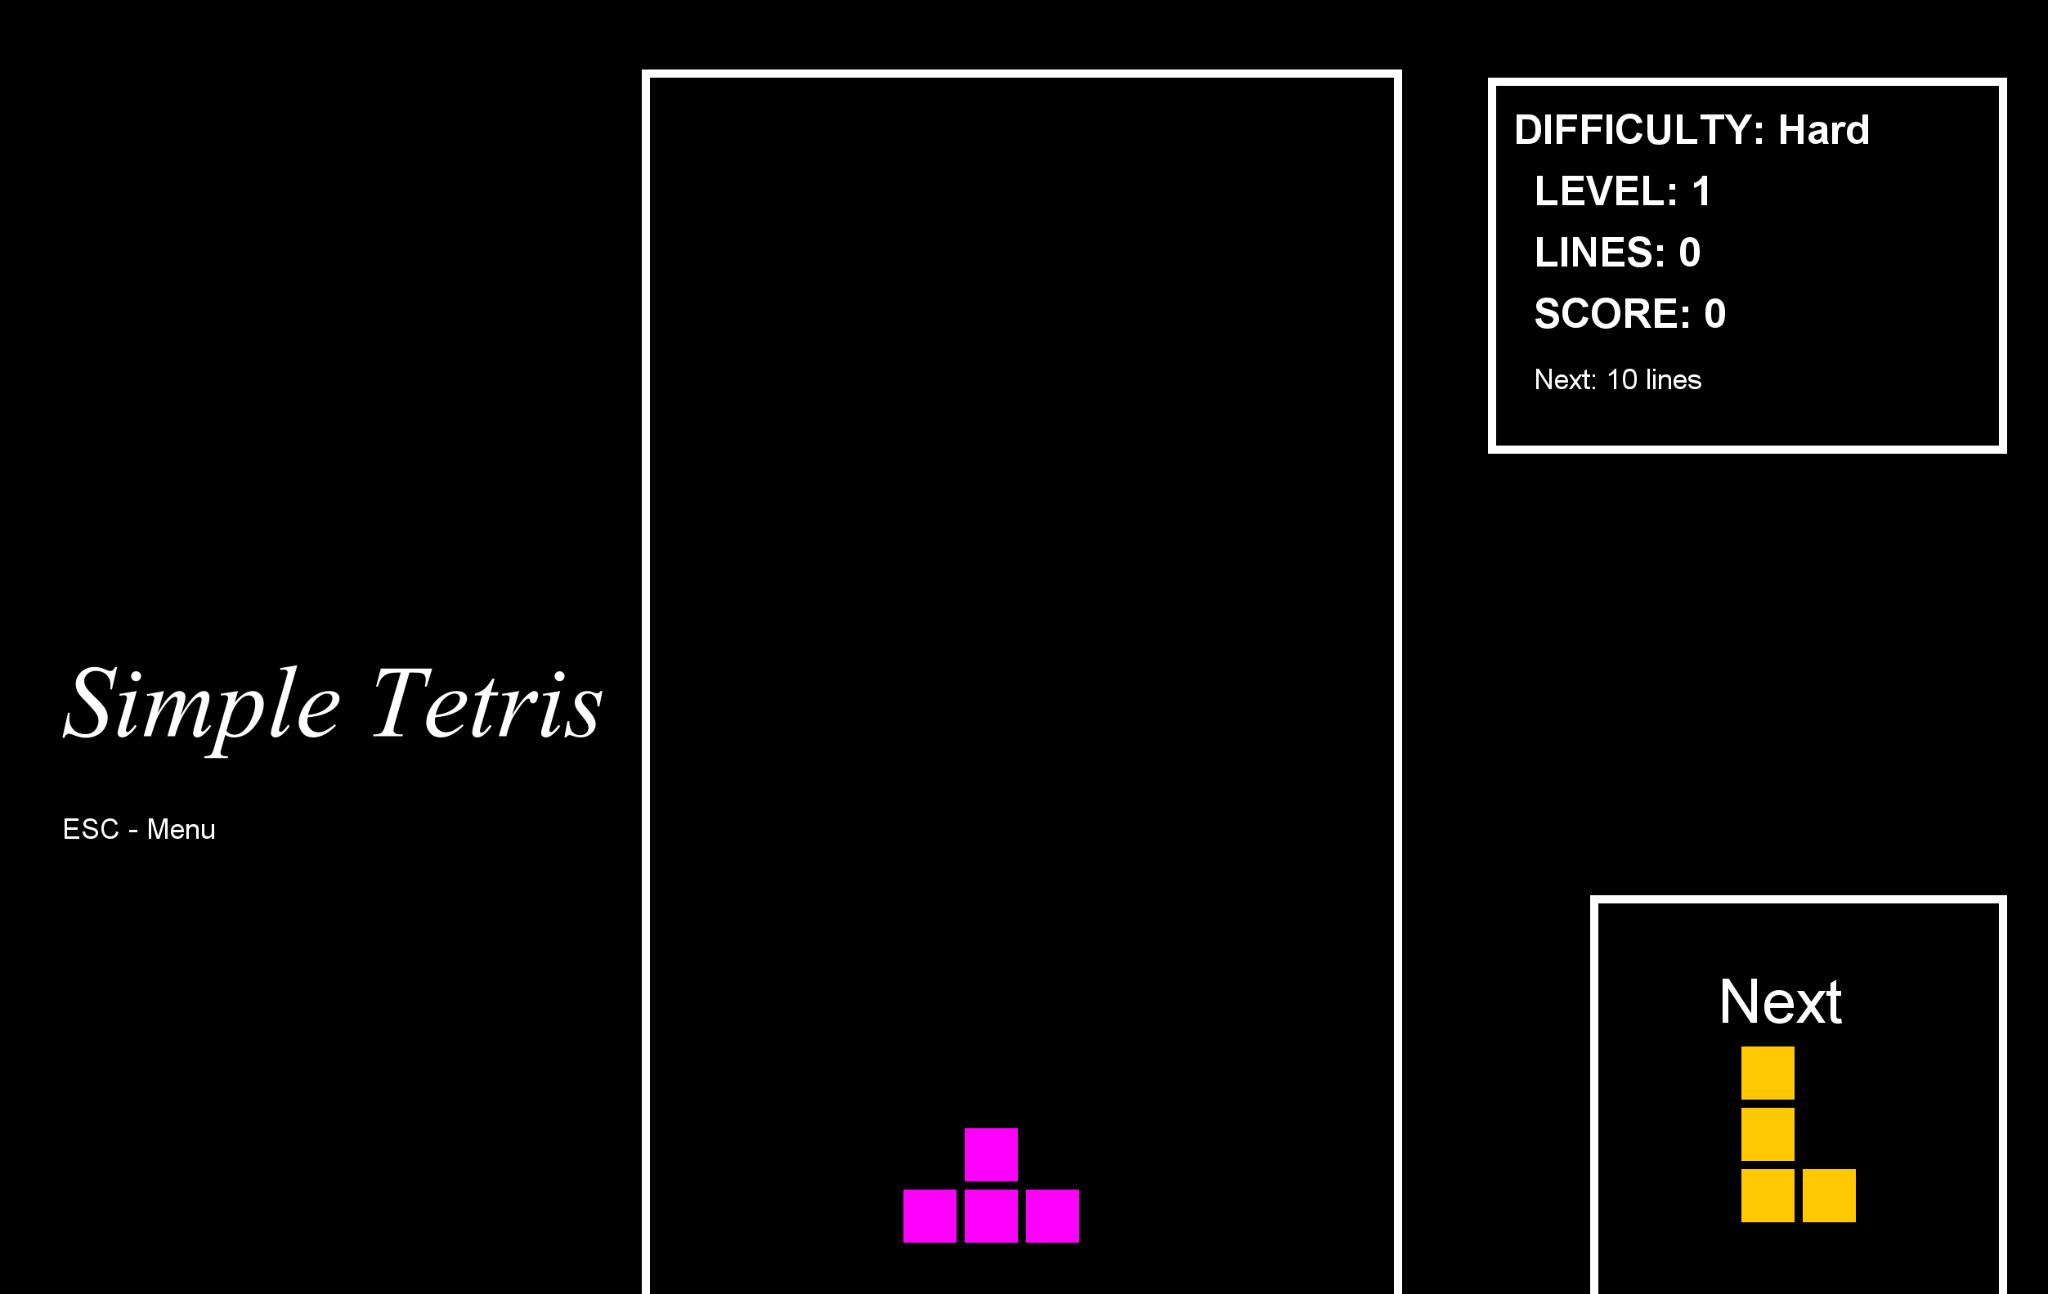 DIFFICULTY: Hard
LEVEL: 1
LINES: 0
SCORE: 0
Next: 10 lines
Simple Tetris
ESC - Menu
Next